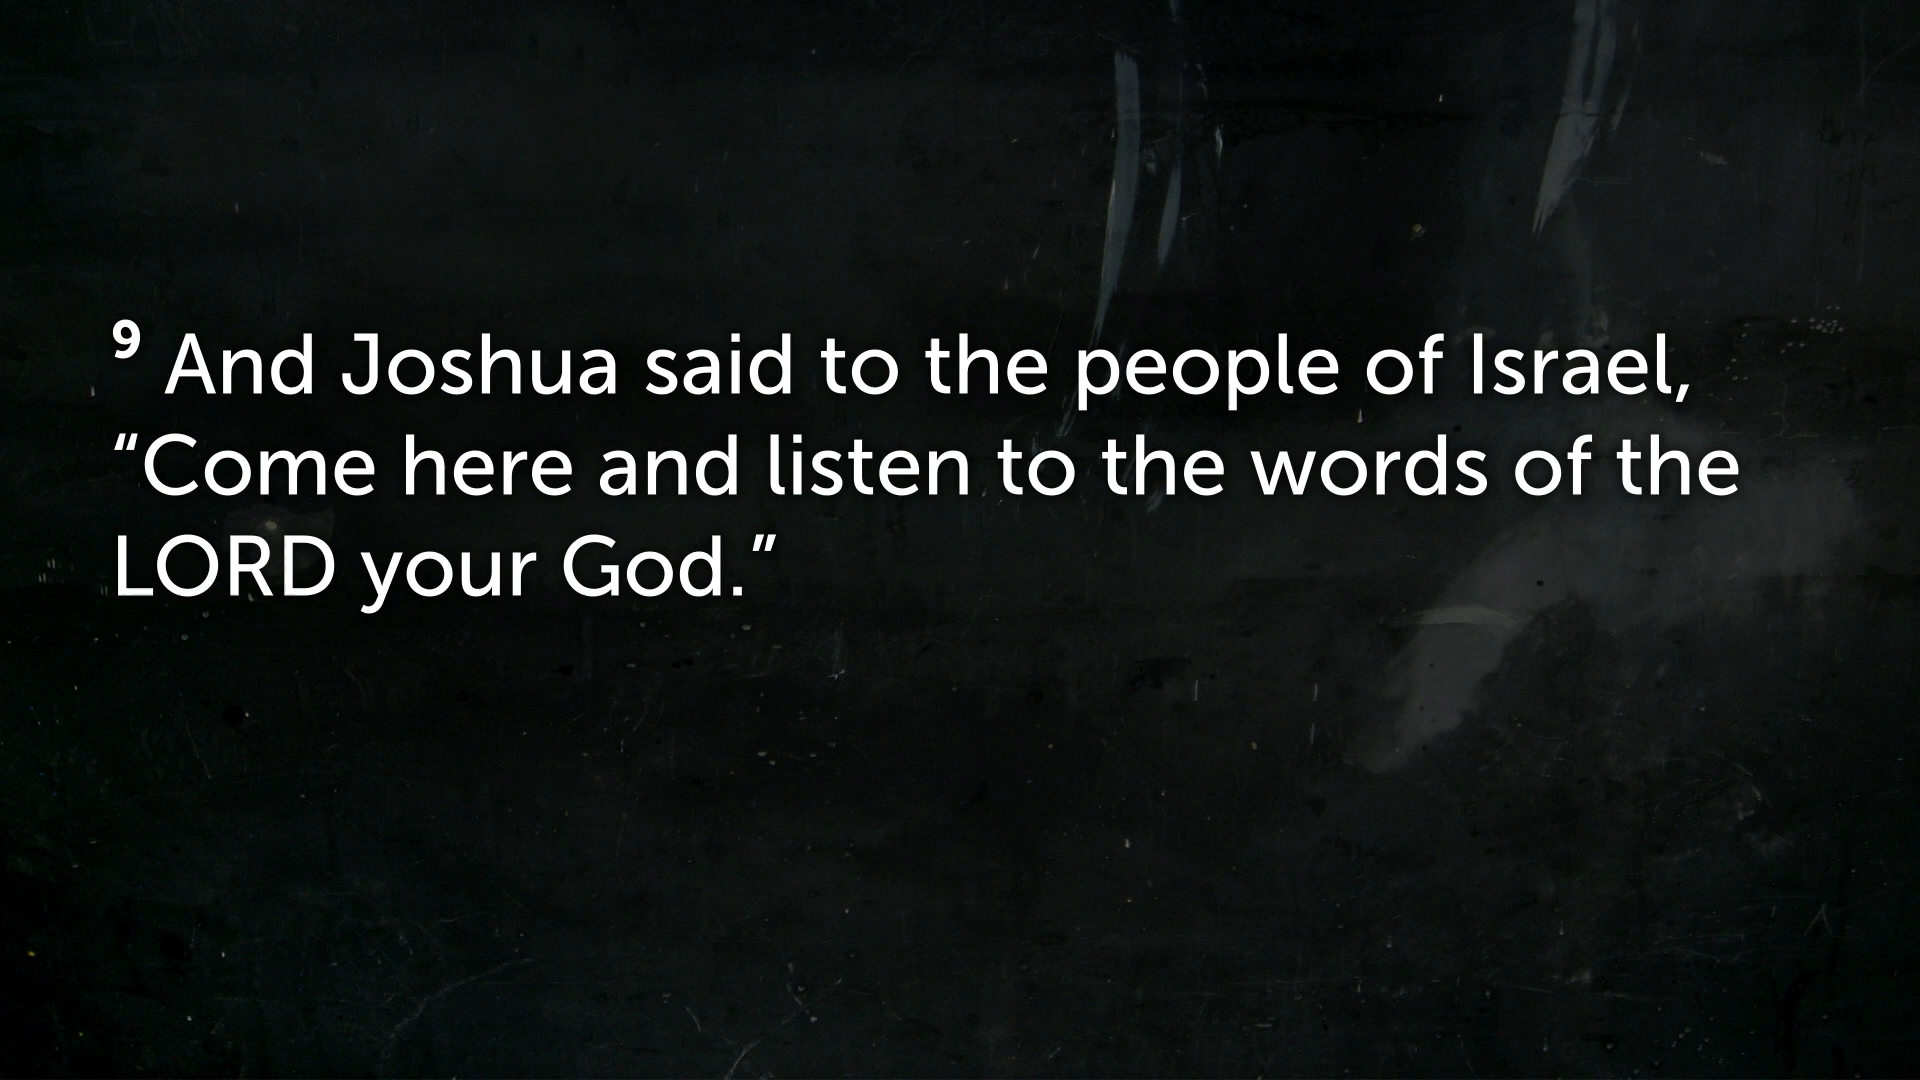 ⁹ And Joshua said to the people of Israel,
“Come here and listen to the words of the
LORD your God.”